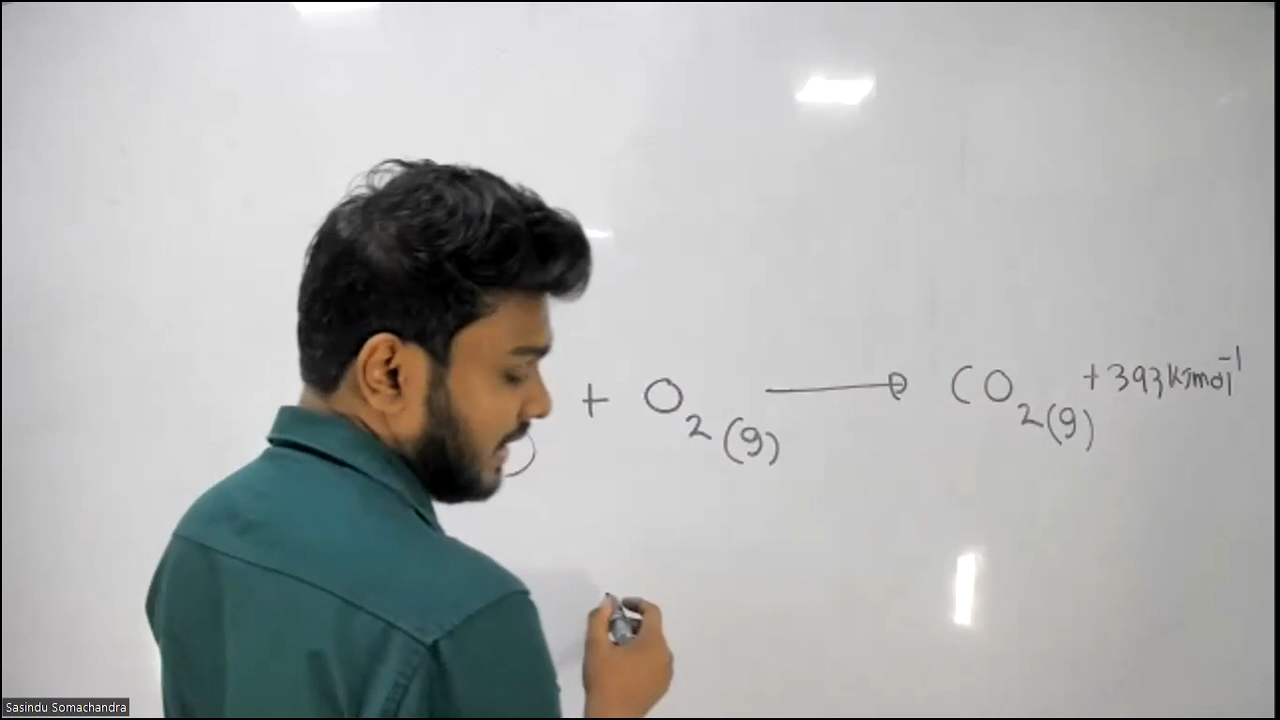 ) + O₂(g) → CO₂(g) + 393 kJmol⁻¹
Sasindu Somachandra